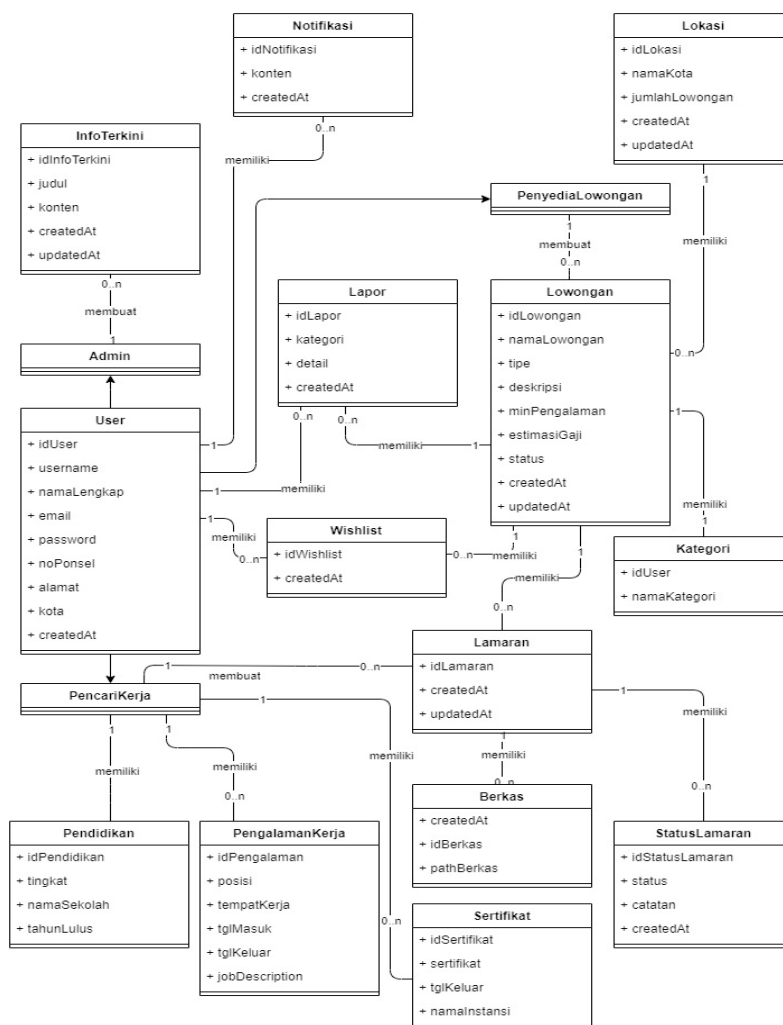 Notifikasi
+ idNotifikasi
+ konten
+ createdAt
0..n
memiliki
Lokasi
+ idLokasi
+ namaKota
+ jumlahLowongan
+ createdAt
+ updatedAt
1
memiliki
0..n
InfoTerkini
+ idInfoTerkini
+ judul
+ konten
+ createdAt
+ updatedAt
0..n
membuat
1
Admin
PenyediaLowongan
1
membuat
0..n
Lapor
+ idLapor
+ kategori
+ detail
+ createdAt
0..n
0..n
memiliki
1
Lowongan
+ idLowongan
+ namaLowongan
+ tipe
+ deskripsi
+ minPengalaman
+ estimasiGaji
+ status
+ createdAt
+ updatedAt
1
memiliki
1
User
+ idUser
+ username
+ namaLengkap
+ email
+ password
+ noPonsel
+ alamat
+ kota
+ createdAt
1
1
memiliki
1
memiliki
0..n
Wishlist
+ idWishlist
+ createdAt
0..n
memiliki
1
1
memiliki
0..n
Kategori
+ idUser
+ namaKategori
PencariKerja
1
membuat
0..n
Lamaran
+ idLamaran
+ createdAt
+ updatedAt
1
memiliki
0..n
1
memiliki
0..n
1
memiliki
1
memiliki
0..n
1
memiliki
0..n
Pendidikan
+ idPendidikan
+ tingkat
+ namaSekolah
+ tahunLulus
PengalamanKerja
+ idPengalaman
+ posisi
+ tempatKerja
+ tglMasuk
+ tglKeluar
+ jobDescription
Berkas
+ createdAt
+ idBerkas
+ pathBerkas
StatusLamaran
+ idStatusLamaran
+ status
+ catatan
+ createdAt
Sertifikat
+ idSertifikat
+ sertifikat
+ tglKeluar
+ namaInstansi